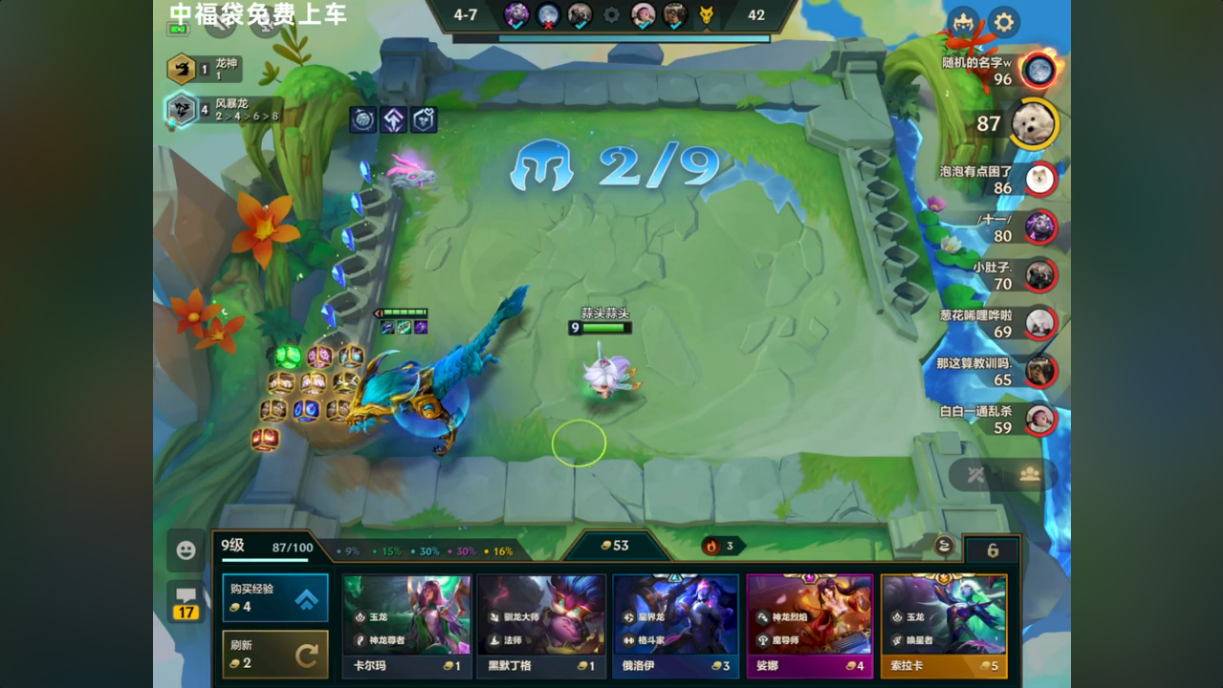 中福袋免费上车
4-7
42
1 龙神
1
4 风暴龙
2 > 4 > 6 > 8
2/9
随机的名字w
96
87
泡泡有点困了
86
/十一/
80
小肚子.
70
葱花唏哩哗啦
69
那这算教训吗.
65
白白一通乱杀
59
蒜头蒜头
9
9级
87/100
9%
15%
30%
30%
16%
53
3
6
17
购买经验
4
刷新
2
玉龙
神龙尊者
卡尔玛
1
驯龙大师
法师
黑默丁格
1
星界龙
格斗家
俄洛伊
3
神龙烈焰
魔导师
娑娜
4
玉龙
唤星者
索拉卡
5